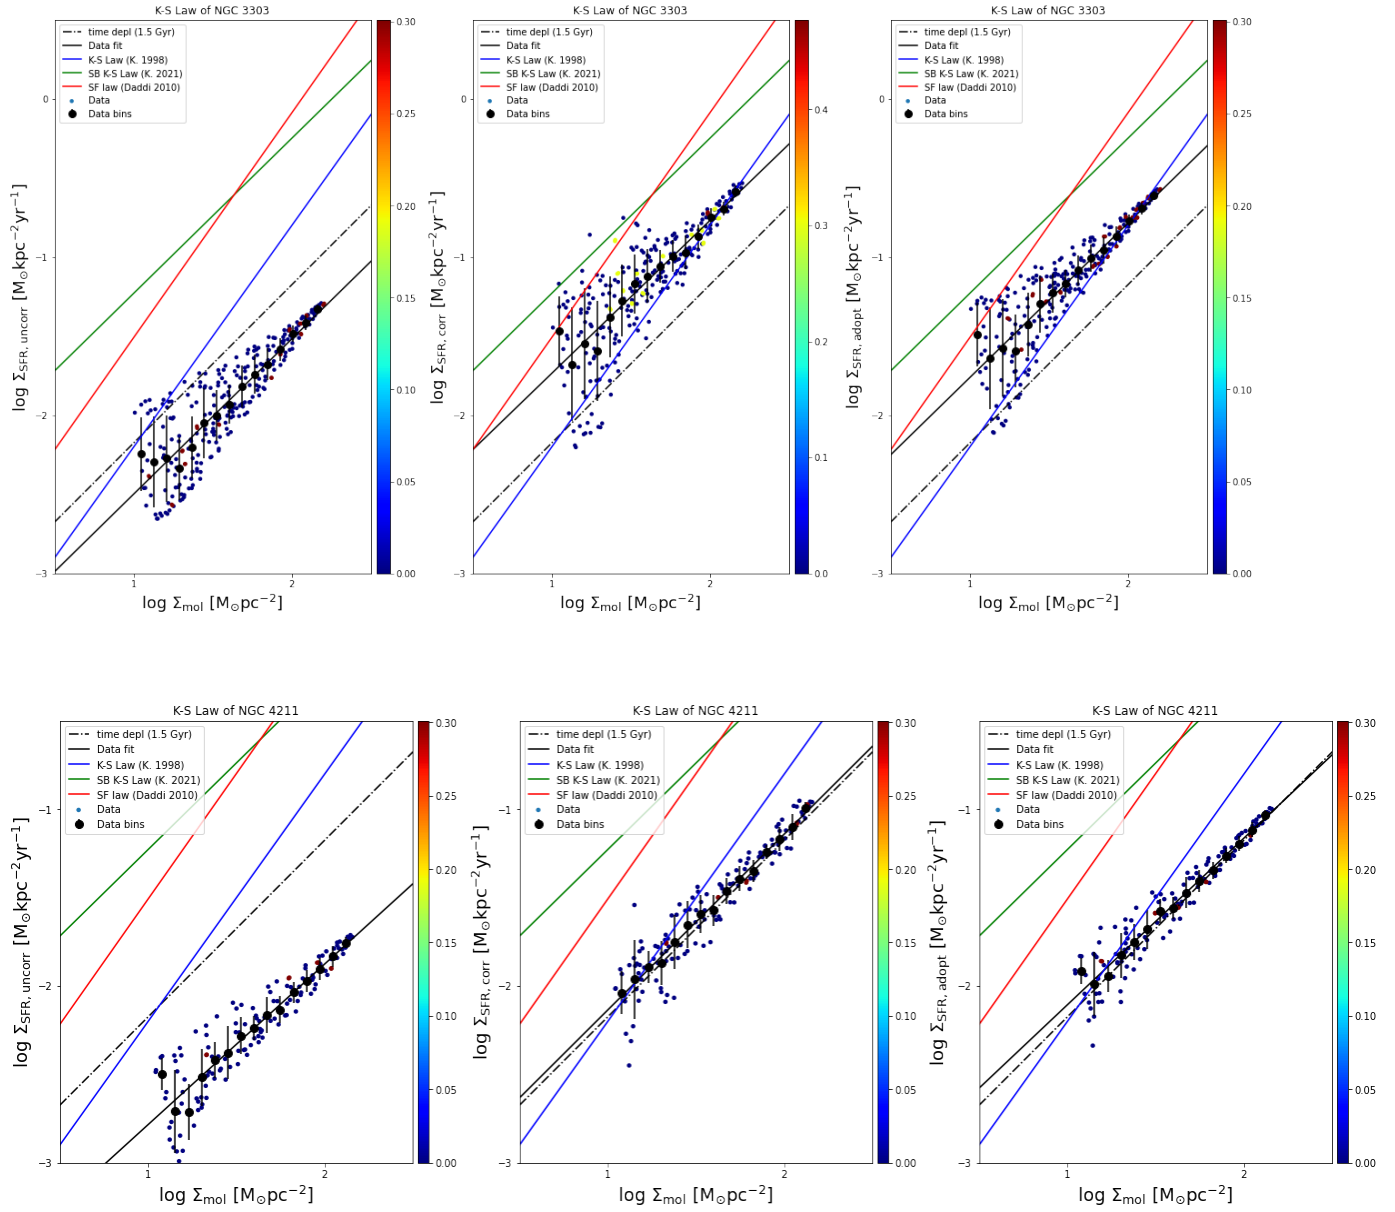 K-S Law of NGC 3303
time depl (1.5 Gyr)
Data fit
K-S Law (K. 1998)
SB K-S Law (K. 2021)
SF law (Daddi 2010)
Data
Data bins
0
−1
−2
−3
1
2
log Σmol [M⊙pc⁻²]
log ΣSFR, uncorr [M⊙kpc⁻²yr⁻¹]
0.30
0.25
0.20
0.15
0.10
0.05
0.00
K-S Law of NGC 3303
time depl (1.5 Gyr)
Data fit
K-S Law (K. 1998)
SB K-S Law (K. 2021)
SF law (Daddi 2010)
Data
Data bins
0
−1
−2
−3
1
2
log Σmol [M⊙pc⁻²]
log ΣSFR, corr [M⊙kpc⁻²yr⁻¹]
0.4
0.3
0.2
0.1
0.0
K-S Law of NGC 3303
time depl (1.5 Gyr)
Data fit
K-S Law (K. 1998)
SB K-S Law (K. 2021)
SF law (Daddi 2010)
Data
Data bins
0
−1
−2
−3
1
2
log Σmol [M⊙pc⁻²]
log ΣSFR, adopt [M⊙kpc⁻²yr⁻¹]
0.30
0.25
0.20
0.15
0.10
0.05
0.00
K-S Law of NGC 4211
time depl (1.5 Gyr)
Data fit
K-S Law (K. 1998)
SB K-S Law (K. 2021)
SF law (Daddi 2010)
Data
Data bins
−1
−2
−3
1
2
log Σmol [M⊙pc⁻²]
log ΣSFR, uncorr [M⊙kpc⁻²yr⁻¹]
0.30
0.25
0.20
0.15
0.10
0.05
0.00
K-S Law of NGC 4211
time depl (1.5 Gyr)
Data fit
K-S Law (K. 1998)
SB K-S Law (K. 2021)
SF law (Daddi 2010)
Data
Data bins
−1
−2
−3
1
2
log Σmol [M⊙pc⁻²]
log ΣSFR, corr [M⊙kpc⁻²yr⁻¹]
0.30
0.25
0.20
0.15
0.10
0.05
0.00
K-S Law of NGC 4211
time depl (1.5 Gyr)
Data fit
K-S Law (K. 1998)
SB K-S Law (K. 2021)
SF law (Daddi 2010)
Data
Data bins
−1
−2
−3
1
2
log Σmol [M⊙pc⁻²]
log ΣSFR, adopt [M⊙kpc⁻²yr⁻¹]
0.30
0.25
0.20
0.15
0.10
0.05
0.00